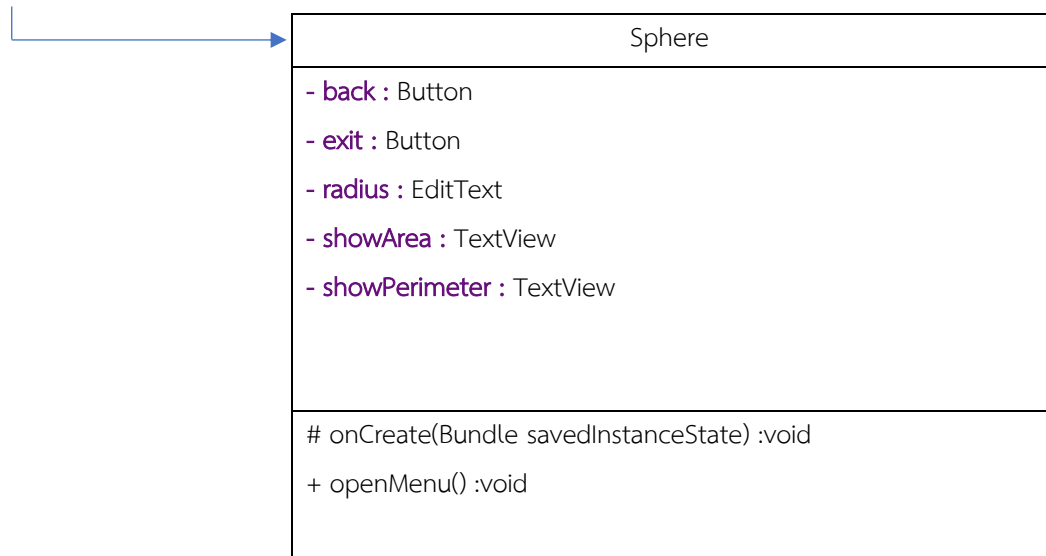 Sphere
- back : Button
- exit : Button
- radius : EditText
- showArea : TextView
- showPerimeter : TextView
# onCreate(Bundle savedInstanceState) :void
+ openMenu() :void